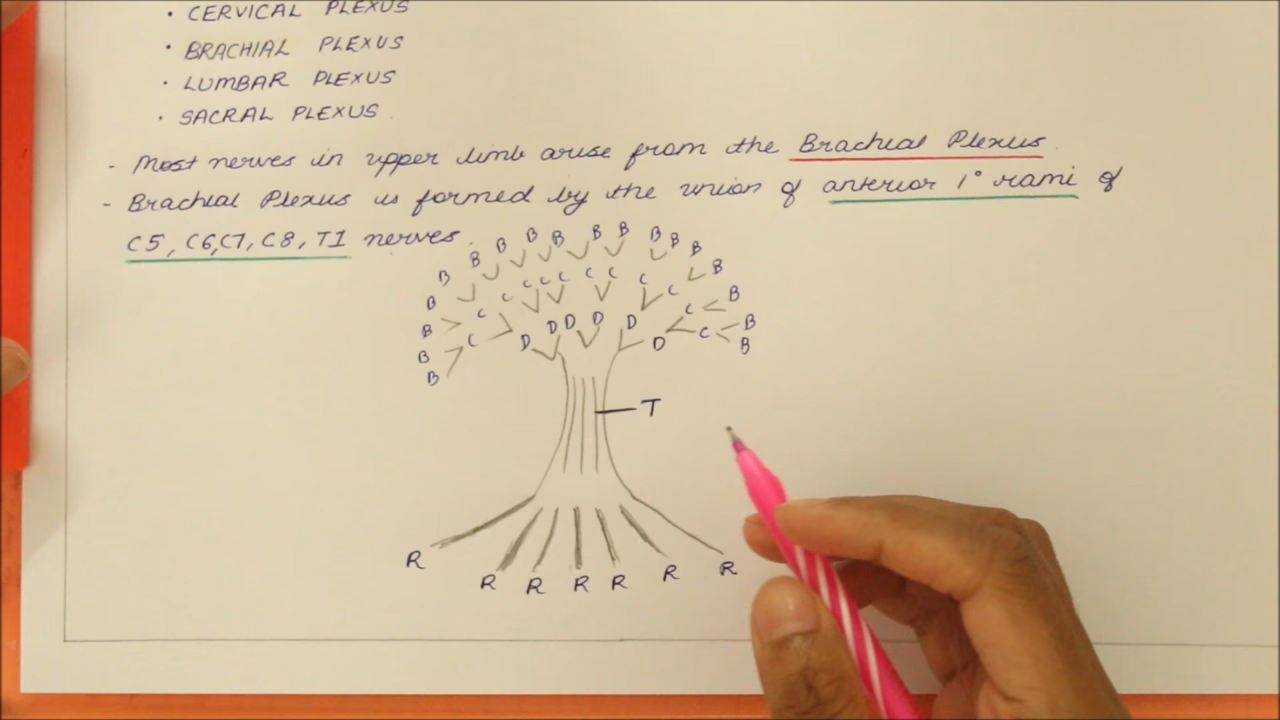 • CERVICAL PLEXUS
• BRACHIAL PLEXUS
• LUMBAR PLEXUS
• SACRAL PLEXUS
- Most nerves in upper limb arise from the Brachial Plexus.
- Brachial Plexus is formed by the union of anterior 1° rami of
C5, C6, C7, C8, T1 nerves.
B B B B B B B B B B B
B C C C C C C C B
B C C B
B C D D D D D C C B
B D B
B
T
R R R R R R R